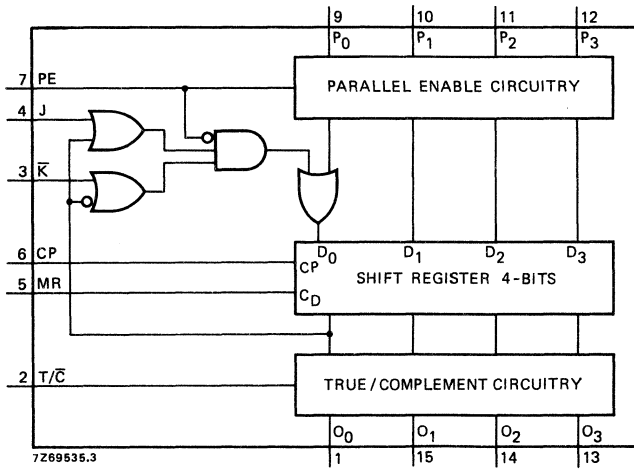 9 10 11 12
P0 P1 P2 P3
7 PE
PARALLEL ENABLE CIRCUITRY
4 J
3 K̅
D0 D1 D2 D3
6 CP
CP
SHIFT REGISTER 4-BITS
5 MR
CD
2 T/C̅
TRUE/COMPLEMENT CIRCUITRY
O0 O1 O2 O3
7Z69535.3
1 15 14 13